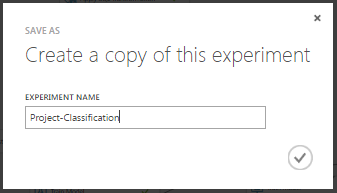 SAVE AS
Create a copy of this experiment
EXPERIMENT NAME
Project-Classification